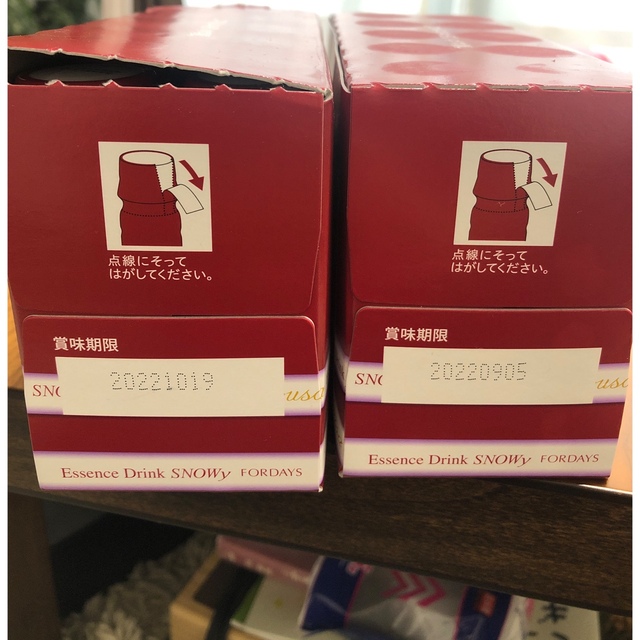 点線にそって
はがしてください。
賞味期限
20221019
SNO
Essence Drink SNOWy FORDAYS
点線にそって
はがしてください。
賞味期限
20220905
SNO
Essence Drink SNOWy FORDAYS